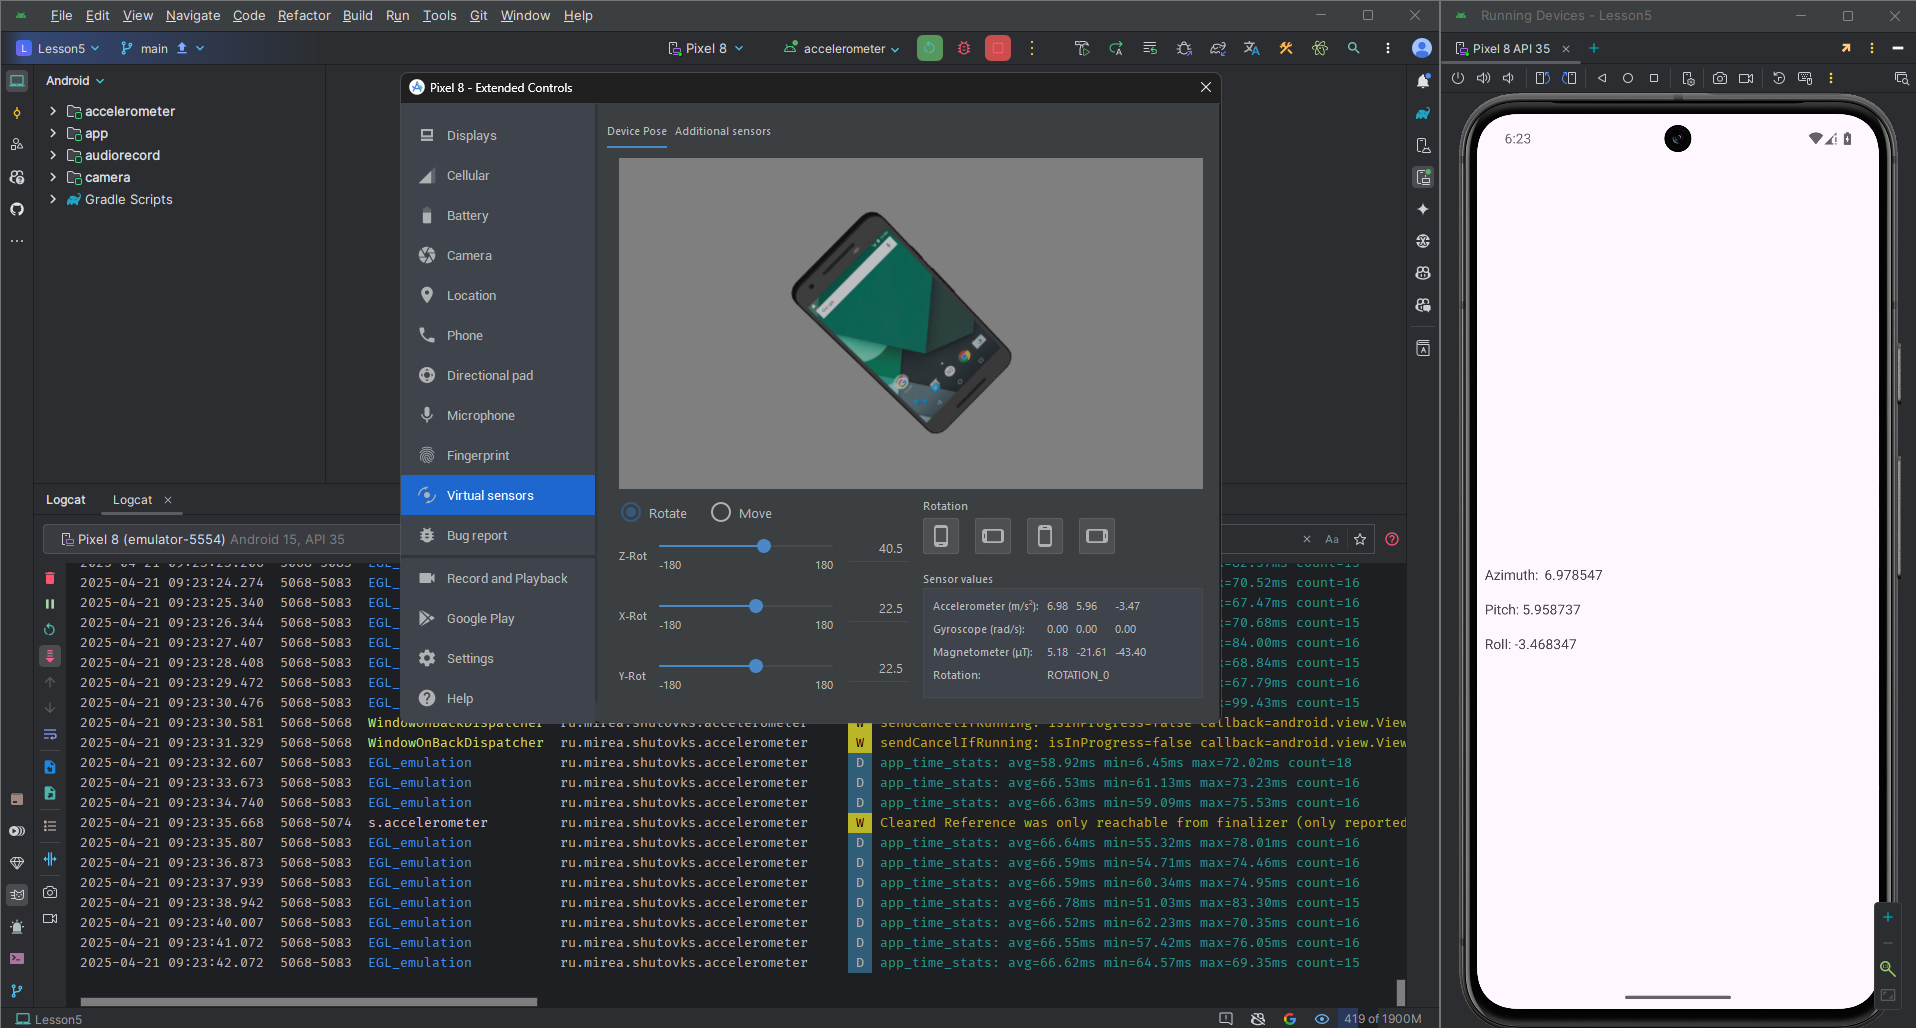 File Edit View Navigate Code Refactor Build Run Tools Git Window Help
Running Devices - Lesson5
L Lesson5 main Pixel 8 accelerometer
Pixel 8 API 35
Android
accelerometer
app
audiorecord
camera
Gradle Scripts
Pixel 8 - Extended Controls
Displays
Cellular
Battery
Camera
Location
Phone
Directional pad
Microphone
Fingerprint
Virtual sensors
Bug report
Record and Playback
Google Play
Settings
Help
Device Pose Additional sensors
Rotate Move
Z-Rot -180 180 40.5
X-Rot -180 180 22.5
Y-Rot -180 180 22.5
Rotation
Sensor values
Accelerometer (m/s²): 6.98 5.96 -3.47
Gyroscope (rad/s): 0.00 0.00 0.00
Magnetometer (μT): 5.18 -21.61 -43.40
Rotation: ROTATION_0
Logcat Logcat
Pixel 8 (emulator-5554) Android 15, API 35
Aa
2025-04-21 09:23:24.274 5068-5083 EGL_ =70.52ms count=16
2025-04-21 09:23:25.340 5068-5083 EGL_ =67.47ms count=16
2025-04-21 09:23:26.344 5068-5083 EGL_ =70.68ms count=15
2025-04-21 09:23:27.407 5068-5083 EGL_ =84.00ms count=16
2025-04-21 09:23:28.408 5068-5083 EGL_ =68.84ms count=15
2025-04-21 09:23:29.472 5068-5083 EGL_ =67.79ms count=16
2025-04-21 09:23:30.476 5068-5083 EGL_ =99.43ms count=15
2025-04-21 09:23:30.581 5068-5068 WindowOnBackDispatcher ru.mirea.shutovks.accelerometer W sendCancelIfRunning: isInProgress=false callback=android.view.View
2025-04-21 09:23:31.329 5068-5068 WindowOnBackDispatcher ru.mirea.shutovks.accelerometer W sendCancelIfRunning: isInProgress=false callback=android.view.View
2025-04-21 09:23:32.607 5068-5083 EGL_emulation ru.mirea.shutovks.accelerometer D app_time_stats: avg=58.92ms min=6.45ms max=72.02ms count=18
2025-04-21 09:23:33.673 5068-5083 EGL_emulation ru.mirea.shutovks.accelerometer D app_time_stats: avg=66.53ms min=61.13ms max=73.23ms count=16
2025-04-21 09:23:34.740 5068-5083 EGL_emulation ru.mirea.shutovks.accelerometer D app_time_stats: avg=66.63ms min=59.09ms max=75.53ms count=16
2025-04-21 09:23:35.668 5068-5074 s.accelerometer ru.mirea.shutovks.accelerometer W Cleared Reference was only reachable from finalizer (only reported
2025-04-21 09:23:35.807 5068-5083 EGL_emulation ru.mirea.shutovks.accelerometer D app_time_stats: avg=66.64ms min=55.32ms max=78.01ms count=16
2025-04-21 09:23:36.873 5068-5083 EGL_emulation ru.mirea.shutovks.accelerometer D app_time_stats: avg=66.59ms min=54.71ms max=74.46ms count=16
2025-04-21 09:23:37.939 5068-5083 EGL_emulation ru.mirea.shutovks.accelerometer D app_time_stats: avg=66.59ms min=60.34ms max=74.95ms count=16
2025-04-21 09:23:38.942 5068-5083 EGL_emulation ru.mirea.shutovks.accelerometer D app_time_stats: avg=66.78ms min=51.03ms max=83.30ms count=15
2025-04-21 09:23:40.007 5068-5083 EGL_emulation ru.mirea.shutovks.accelerometer D app_time_stats: avg=66.52ms min=62.23ms max=70.35ms count=16
2025-04-21 09:23:41.072 5068-5083 EGL_emulation ru.mirea.shutovks.accelerometer D app_time_stats: avg=66.55ms min=57.42ms max=76.05ms count=16
2025-04-21 09:23:42.072 5068-5083 EGL_emulation ru.mirea.shutovks.accelerometer D app_time_stats: avg=66.62ms min=64.57ms max=69.35ms count=15
Lesson5
419 of 1900M
6:23
Azimuth: 6.978547
Pitch: 5.958737
Roll: -3.468347